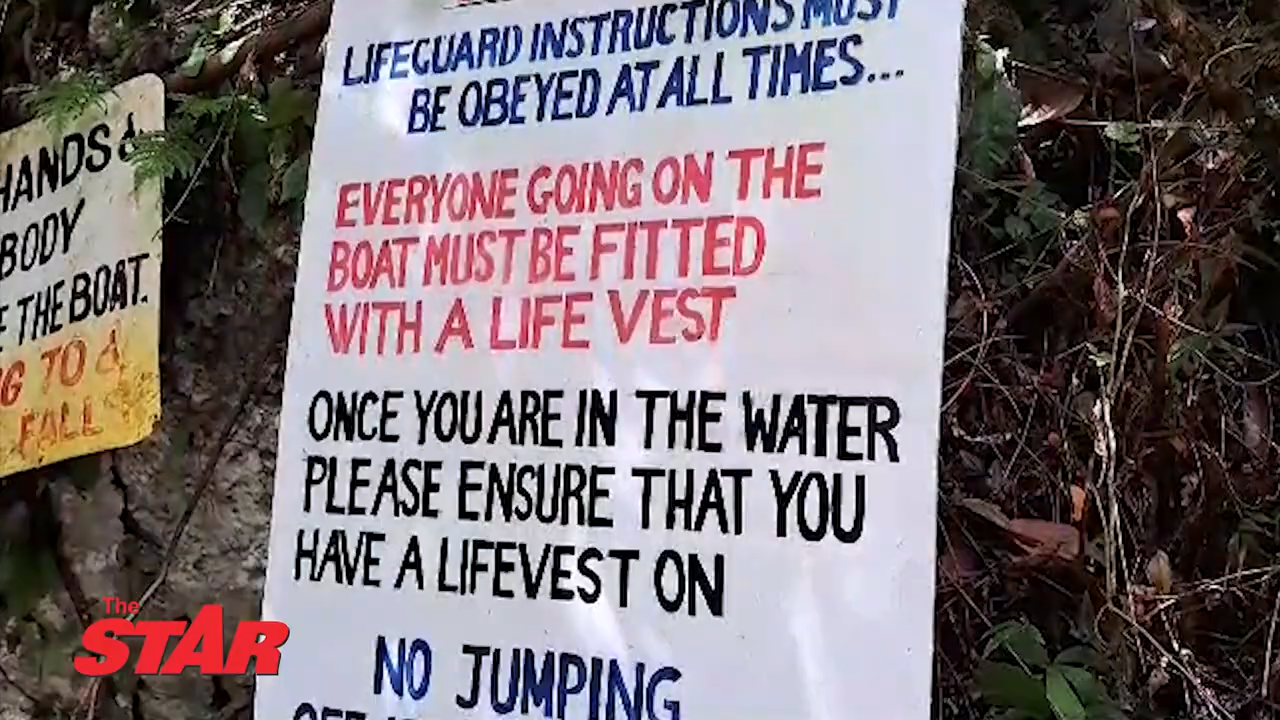 LIFEGUARD INSTRUCTIONS MUST
BE OBEYED AT ALL TIMES...
EVERYONE GOING ON THE
BOAT MUST BE FITTED
WITH A LIFE VEST
ONCE YOU ARE IN THE WATER
PLEASE ENSURE THAT YOU
HAVE A LIFEVEST ON
NO JUMPING
HANDS &
BODY
THE BOAT.
TO &
FALL
The
STAR